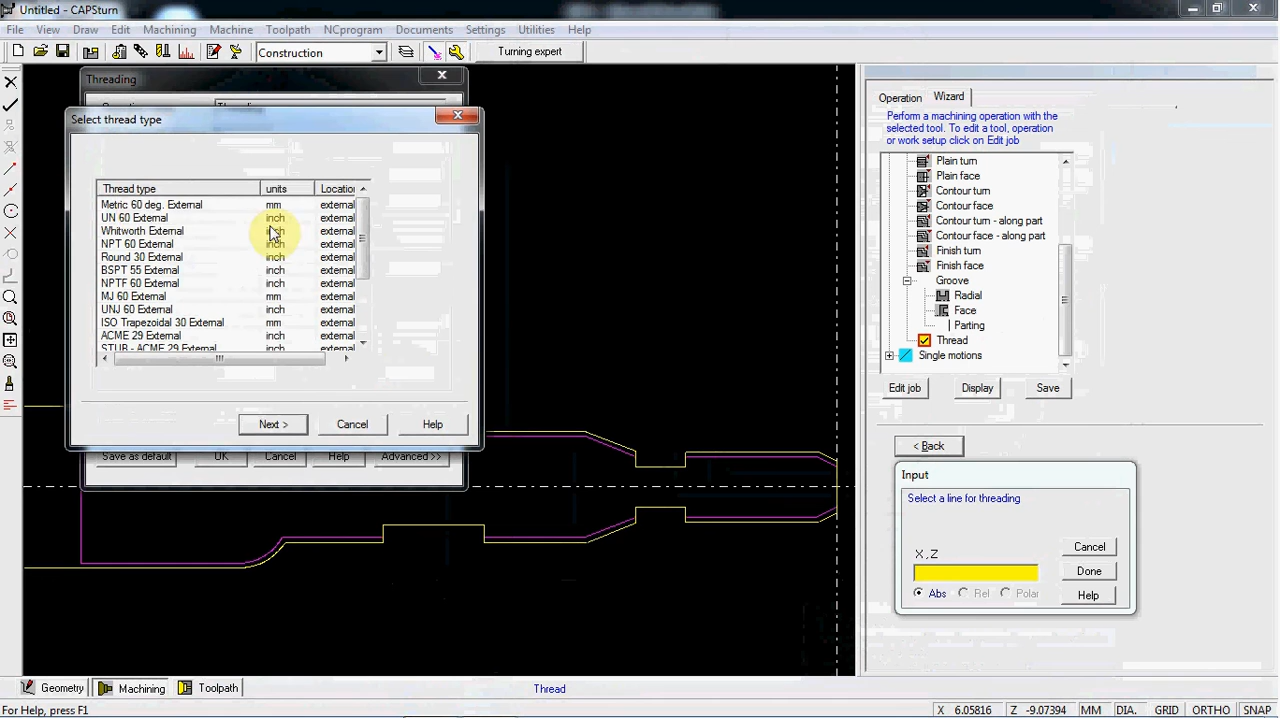 Untitled - CAPSturn
File View Draw Edit Machining Machine Toolpath NCprogram Documents Settings Utilities Help
Construction
Turning expert
Threading
Select thread type
Thread type units Location
Metric 60 deg. External mm external
UN 60 External inch external
Whitworth External inch external
NPT 60 External inch external
Round 30 External inch external
BSPT 55 External inch external
NPTF 60 External inch external
MJ 60 External mm external
UNJ 60 External inch external
ISO Trapezoidal 30 External mm external
ACME 29 External inch external
STUB - ACME 29 External inch external
Next > Cancel Help
Save as default OK Cancel Help Advanced >>
Operation Wizard
Perform a machining operation with the
selected tool. To edit a tool, operation
or work setup click on Edit job
Plain turn
Plain face
Contour turn
Contour face
Contour turn - along part
Contour face - along part
Finish turn
Finish face
Groove
Radial
Face
Parting
Thread
Single motions
Edit job Display Save
< Back
Input
Select a line for threading
X ,Z
Cancel
Done
Abs Rel Polar
Help
Geometry Machining Toolpath
Thread
For Help, press F1
X 6.05816 Z -9.07394 MM DIA. GRID ORTHO SNAP